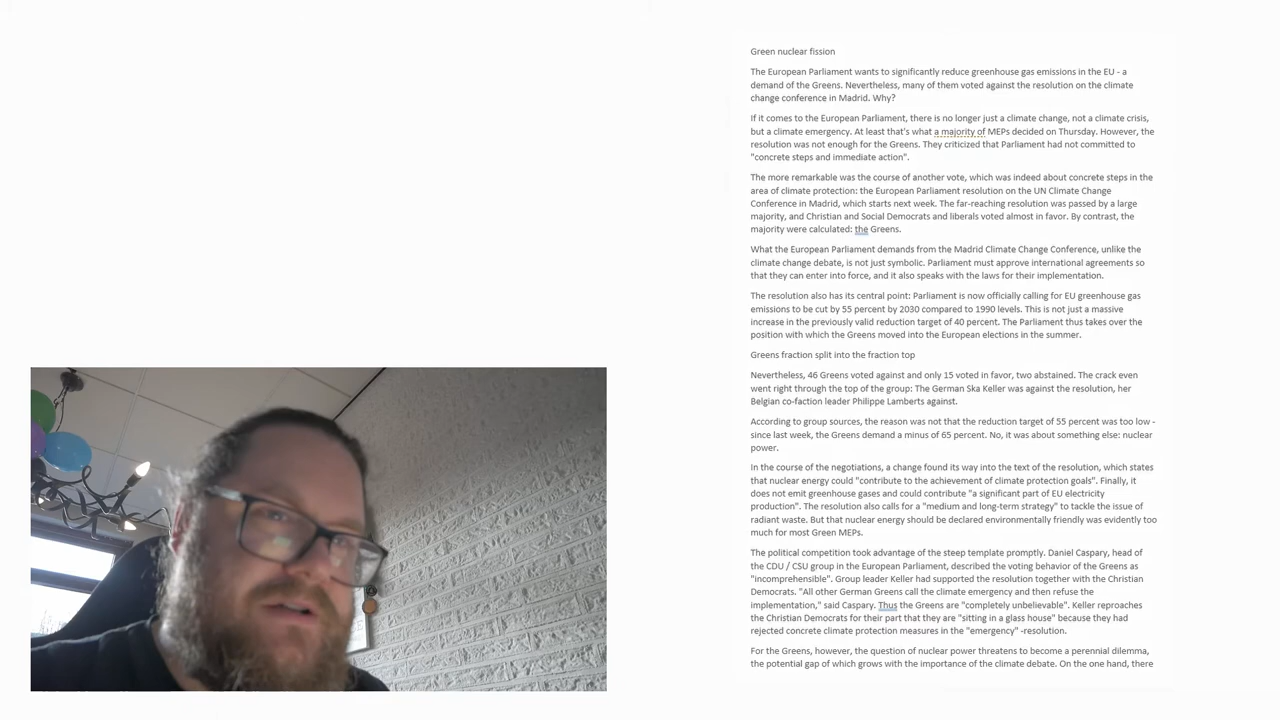 Green nuclear fission
The European Parliament wants to significantly reduce greenhouse gas emissions in the EU - a
demand of the Greens. Nevertheless, many of them voted against the resolution on the climate
change conference in Madrid. Why?
If it comes to the European Parliament, there is no longer just a climate change, not a climate crisis,
but a climate emergency. At least that's what a majority of MEPs decided on Thursday. However, the
resolution was not enough for the Greens. They criticized that Parliament had not committed to
"concrete steps and immediate action".
The more remarkable was the course of another vote, which was indeed about concrete steps in the
area of climate protection: the European Parliament resolution on the UN Climate Change
Conference in Madrid, which starts next week. The far-reaching resolution was passed by a large
majority, and Christian and Social Democrats and liberals voted almost in favor. By contrast, the
majority were calculated: the Greens.
What the European Parliament demands from the Madrid Climate Change Conference, unlike the
climate change debate, is not just symbolic. Parliament must approve international agreements so
that they can enter into force, and it also speaks with the laws for their implementation.
The resolution also has its central point: Parliament is now officially calling for EU greenhouse gas
emissions to be cut by 55 percent by 2030 compared to 1990 levels. This is not just a massive
increase in the previously valid reduction target of 40 percent. The Parliament thus takes over the
position with which the Greens moved into the European elections in the summer.
Greens fraction split into the fraction top
Nevertheless, 46 Greens voted against and only 15 voted in favor, two abstained. The crack even
went right through the top of the group: The German Ska Keller was against the resolution, her
Belgian co-faction leader Philippe Lamberts against.
According to group sources, the reason was not that the reduction target of 55 percent was too low -
since last week, the Greens demand a minus of 65 percent. No, it was about something else: nuclear
power.
In the course of the negotiations, a change found its way into the text of the resolution, which states
that nuclear energy could "contribute to the achievement of climate protection goals". Finally, it
does not emit greenhouse gases and could contribute "a significant part of EU electricity
production". The resolution also calls for a "medium and long-term strategy" to tackle the issue of
radiant waste. But that nuclear energy should be declared environmentally friendly was evidently too
much for most Green MEPs.
The political competition took advantage of the steep template promptly. Daniel Caspary, head of
the CDU / CSU group in the European Parliament, described the voting behavior of the Greens as
"incomprehensible". Group leader Keller had supported the resolution together with the Christian
Democrats. "All other German Greens call the climate emergency and then refuse the
implementation," said Caspary. Thus the Greens are "completely unbelievable". Keller reproaches
the Christian Democrats for their part that they are "sitting in a glass house" because they had
rejected concrete climate protection measures in the "emergency" -resolution.
For the Greens, however, the question of nuclear power threatens to become a perennial dilemma,
the potential gap of which grows with the importance of the climate debate. On the one hand, there